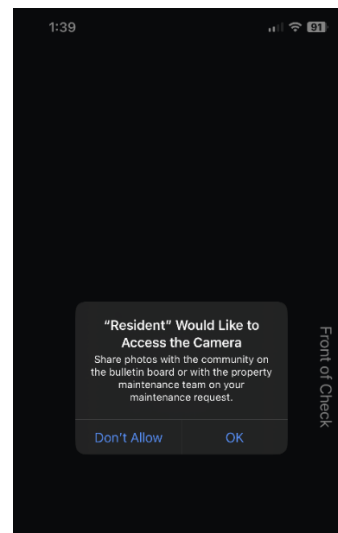 1:39
91
“Resident” Would Like to
Access the Camera
Share photos with the community on
the bulletin board or with the property
maintenance team on your
maintenance request.
Don't Allow
OK
Front of Check